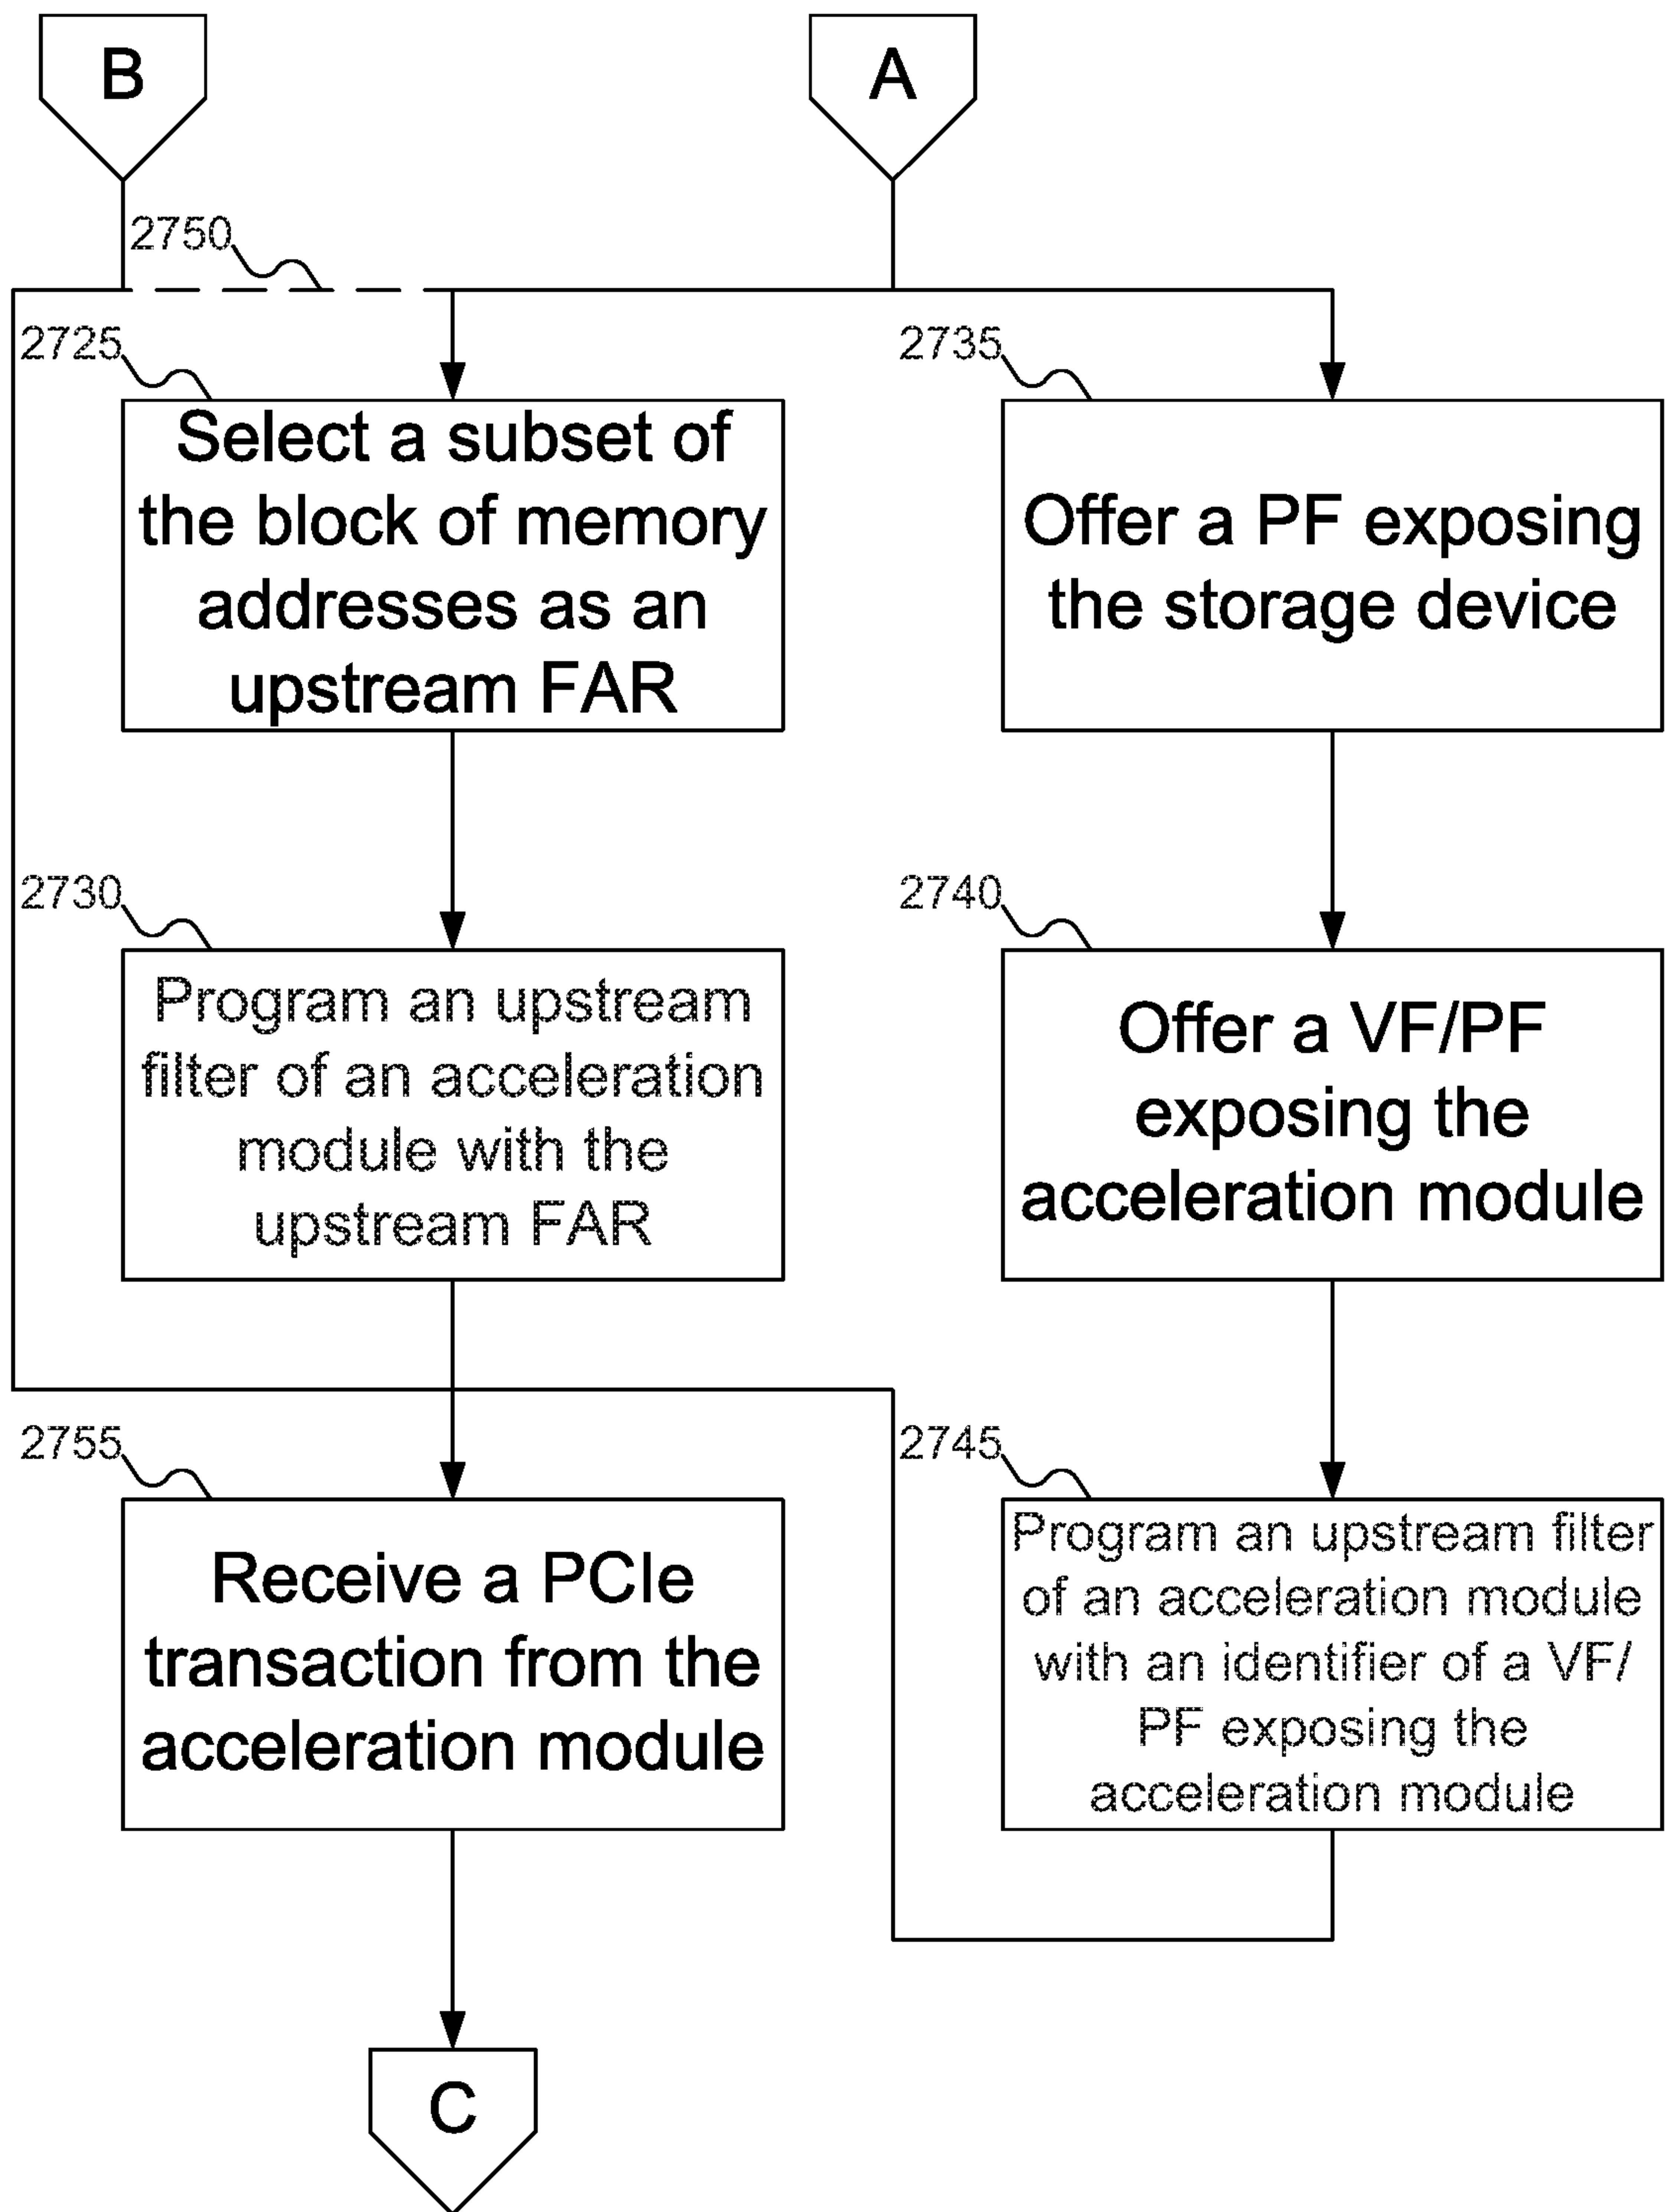 B
A
2750
2725
Select a subset of
the block of memory
addresses as an
upstream FAR
2735
Offer a PF exposing
the storage device
2730
Program an upstream
filter of an acceleration
module with the
upstream FAR
2740
Offer a VF/PF
exposing the
acceleration module
2755
Receive a PCIe
transaction from the
acceleration module
2745
Program an upstream filter
of an acceleration module
with an identifier of a VF/
PF exposing the
acceleration module
C